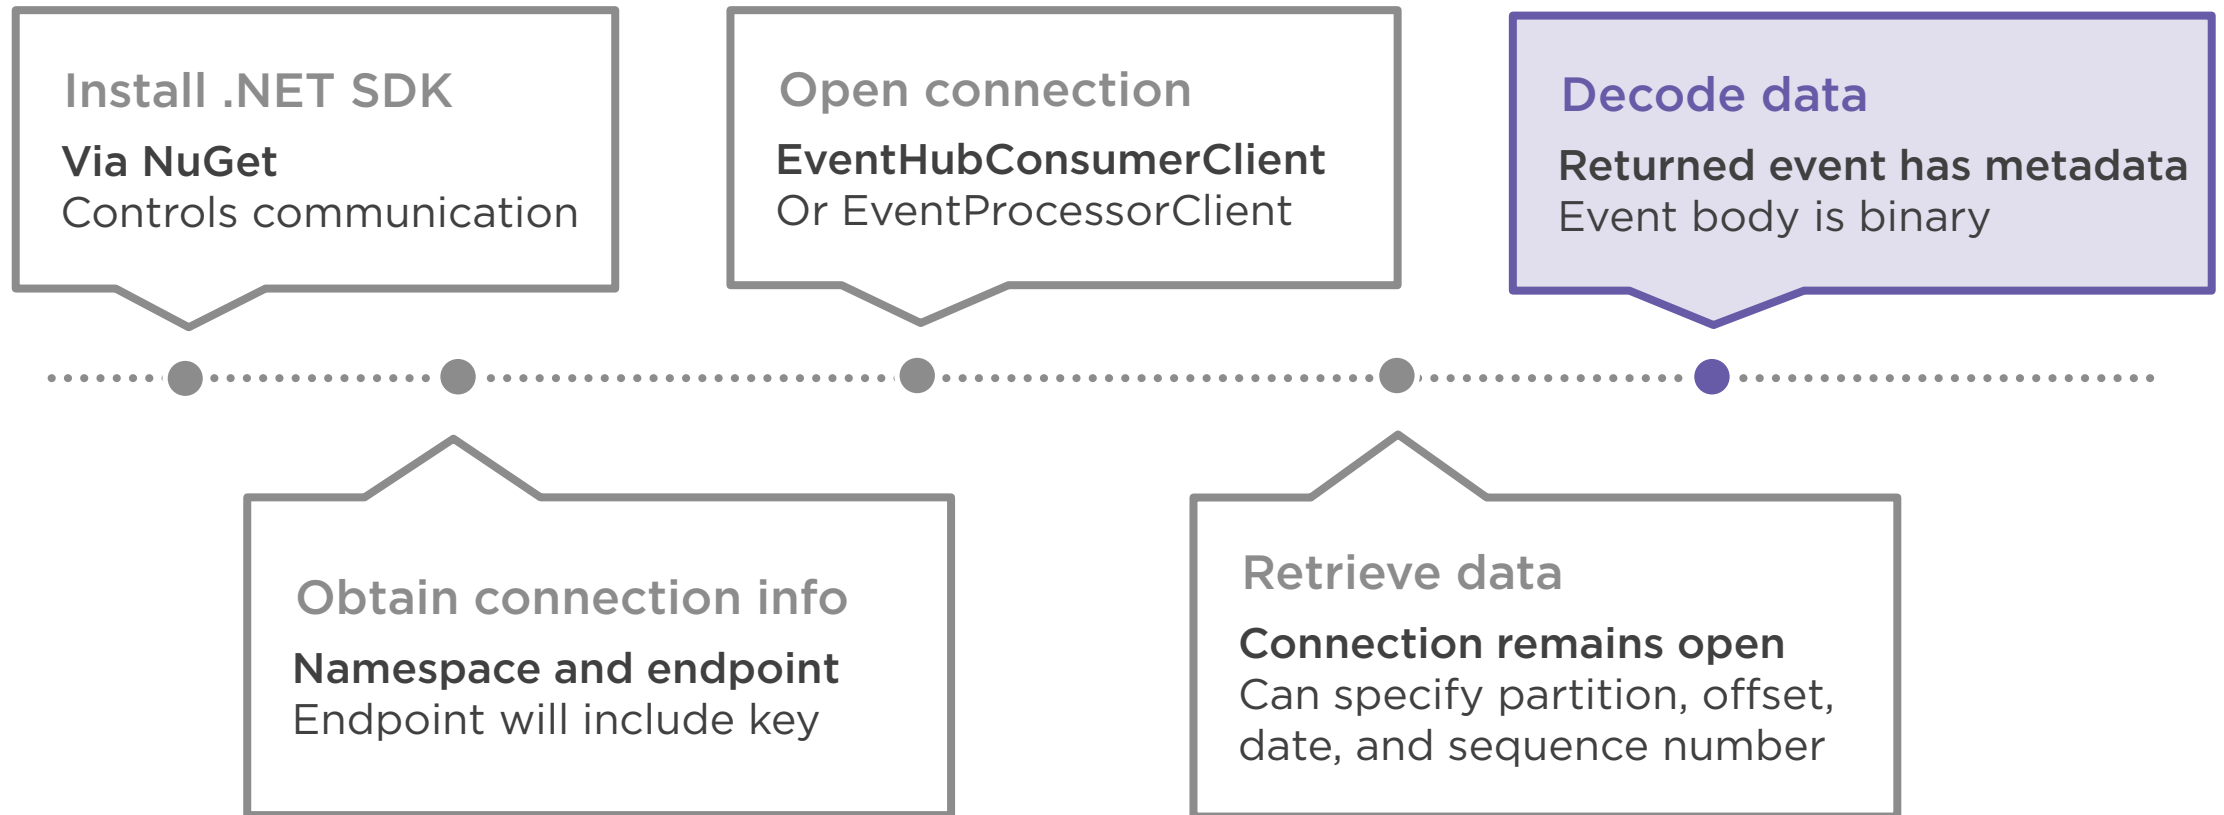 Install .NET SDK
Via NuGet
Controls communication
Open connection
EventHubConsumerClient
Or EventProcessorClient
Decode data
Returned event has metadata
Event body is binary
Obtain connection info
Namespace and endpoint
Endpoint will include key
Retrieve data
Connection remains open
Can specify partition, offset,
date, and sequence number